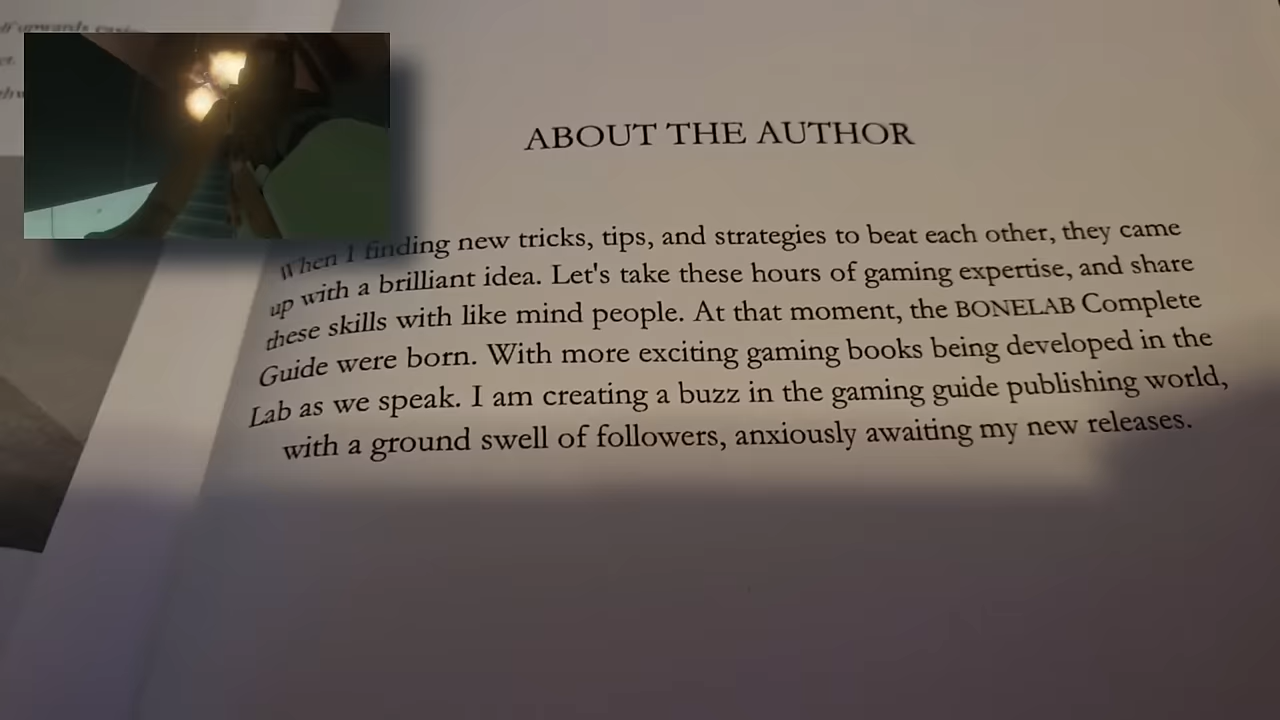 ff upwards
ABOUT THE AUTHOR
When I finding new tricks, tips, and strategies to beat each other, they came
up with a brilliant idea. Let's take these hours of gaming expertise, and share
these skills with like mind people. At that moment, the BONELAB Complete
Guide were born. With more exciting gaming books being developed in the
Lab as we speak. I am creating a buzz in the gaming guide publishing world,
with a ground swell of followers, anxiously awaiting my new releases.